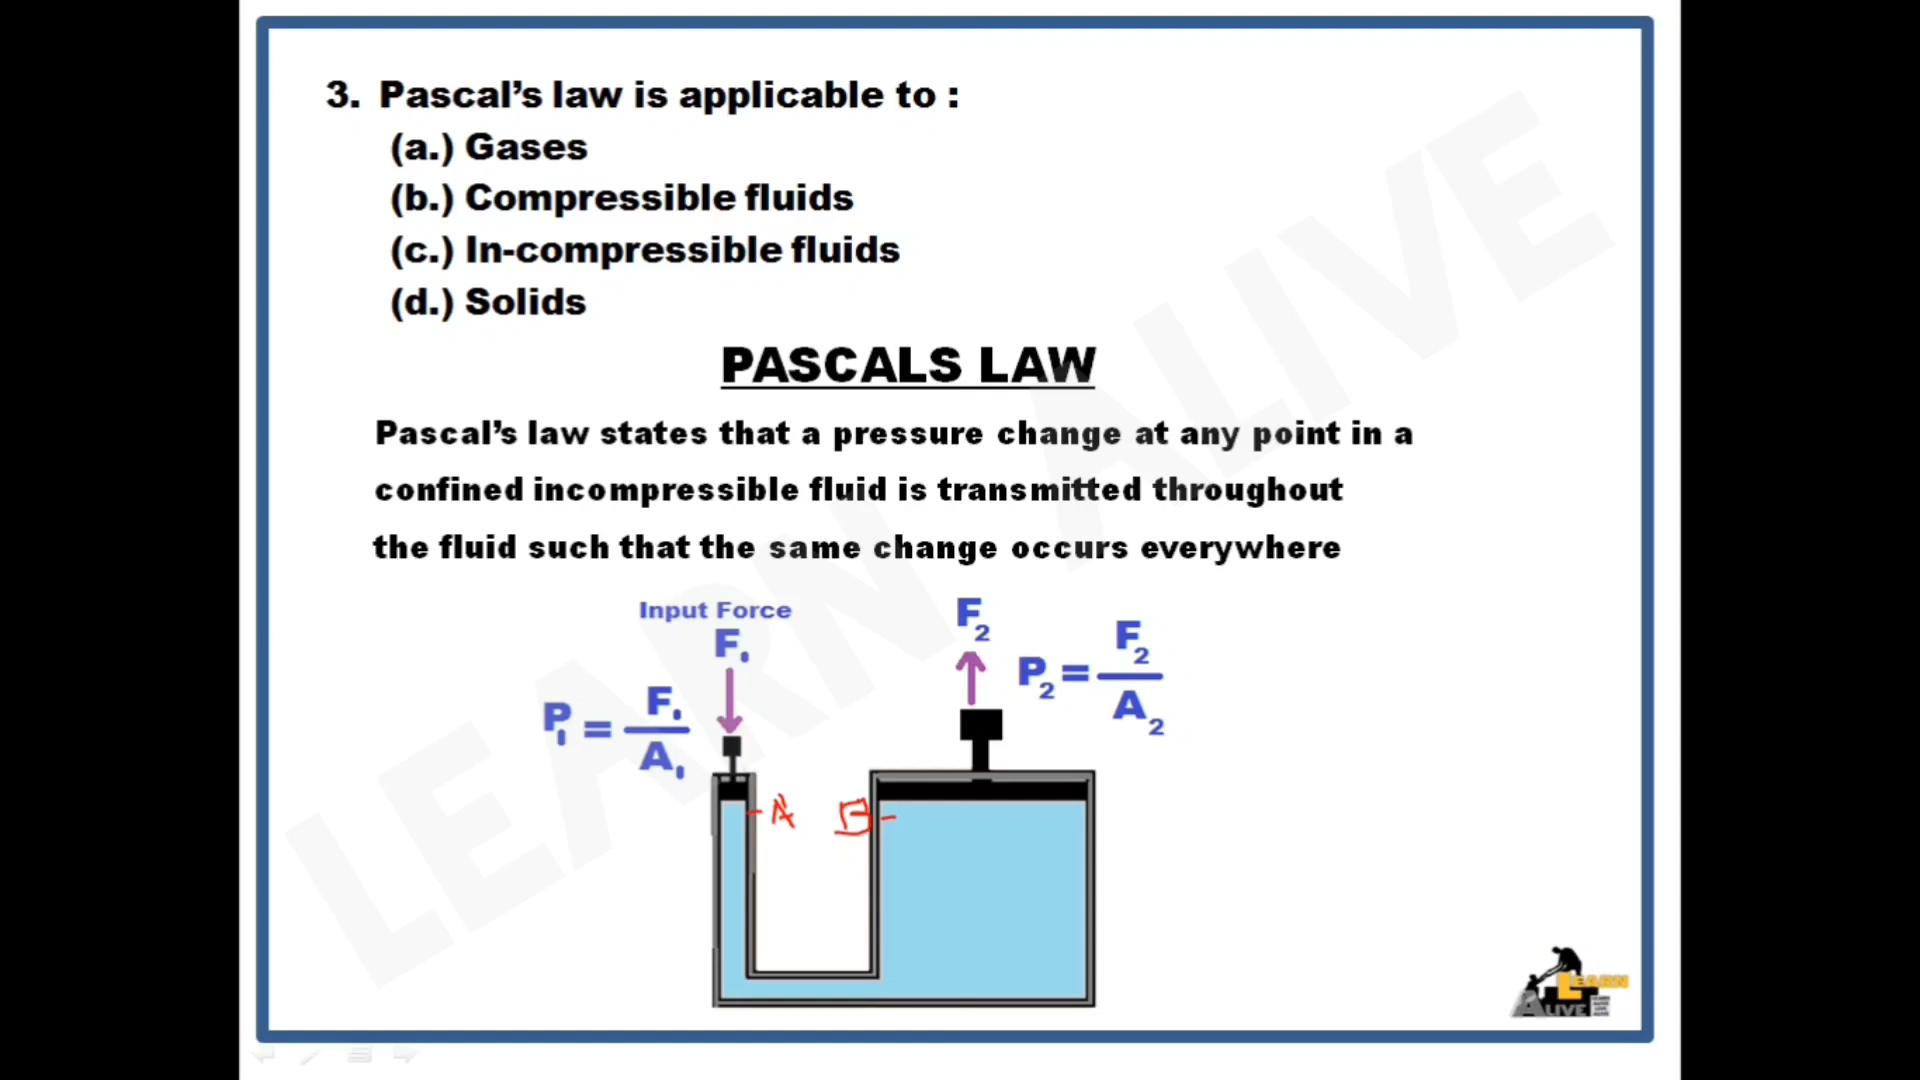 3. Pascal's law is applicable to :
(a.) Gases
(b.) Compressible fluids
(c.) In-compressible fluids
(d.) Solids
PASCALS LAW
Pascal's law states that a pressure change at any point in a
confined incompressible fluid is transmitted throughout
the fluid such that the same change occurs everywhere
Input Force
F₁
P₁ = F₁
A₁
F₂
P₂ = F₂
A₂
A
B
LEARN ALIVE
LEARN
ALIVE